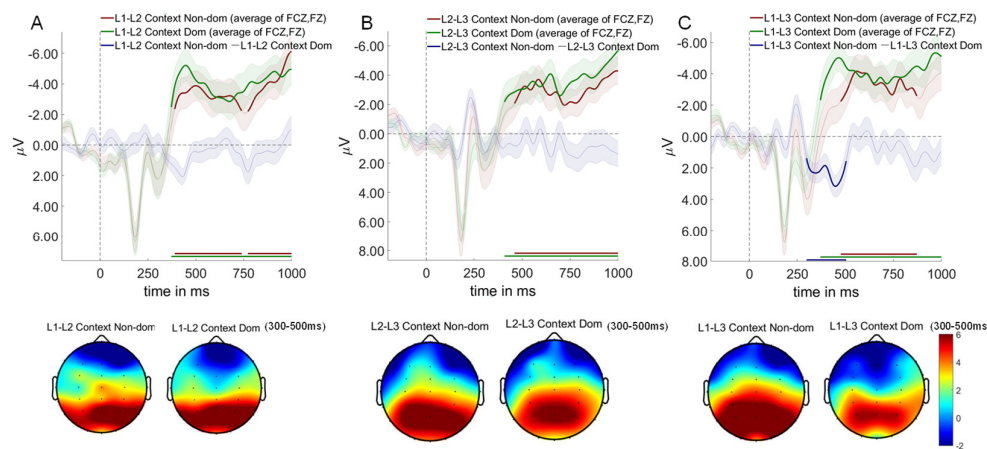 A
L1-L2 Context Non-dom (average of FCZ,FZ)
L1-L2 Context Dom (average of FCZ,FZ)
L1-L2 Context Non-dom —L1-L2 Context Dom
-6.00
-4.00
-2.00
0.00
2.00
4.00
6.00
μV
0 250 500 750 1000
time in ms
B
L2-L3 Context Non-dom (average of FCZ,FZ)
L2-L3 Context Dom (average of FCZ,FZ)
L2-L3 Context Non-dom —L2-L3 Context Dom
-6.00
-4.00
-2.00
0.00
2.00
4.00
6.00
8.00
μV
0 250 500 750 1000
time in ms
C
L1-L3 Context Non-dom (average of FCZ,FZ)
L1-L3 Context Dom (average of FCZ,FZ)
L1-L3 Context Non-dom —L1-L3 Context Dom
-6.00
-4.00
-2.00
0.00
2.00
4.00
6.00
8.00
μV
0 250 500 750 1000
time in ms
L1-L2 Context Non-dom L1-L2 Context Dom (300-500ms)
L2-L3 Context Non-dom L2-L3 Context Dom (300-500ms)
L1-L3 Context Non-dom L1-L3 Context Dom (300-500ms)
6
4
2
0
-2